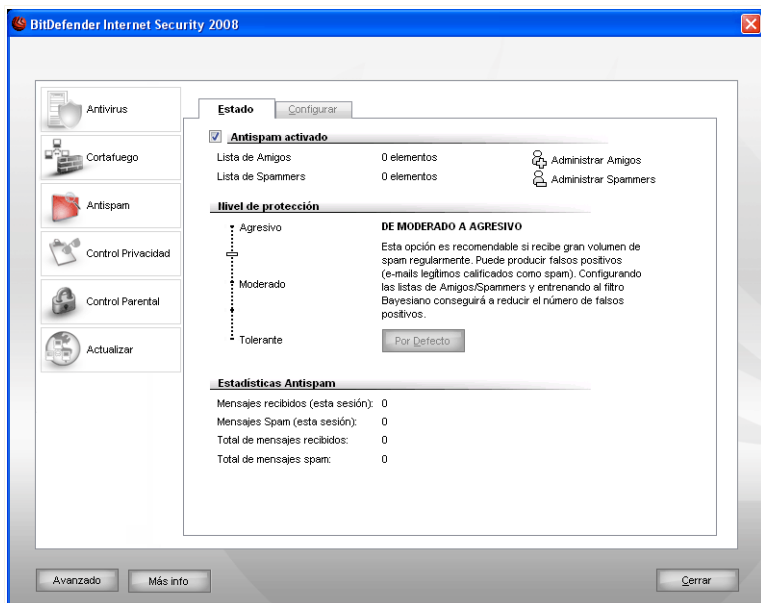 BitDefender Internet Security 2008
Antivirus
Cortafuego
Antispam
Control Privacidad
Control Parental
Actualizar
Estado
Configurar
Antispam activado
Lista de Amigos 0 elementos Administrar Amigos
Lista de Spammers 0 elementos Administrar Spammers
Nivel de protección
Agresivo
Moderado
Tolerante
DE MODERADO A AGRESIVO
Esta opción es recomendable si recibe gran volumen de
spam regularmente. Puede producir falsos positivos
(e-mails legítimos calificados como spam). Configurando
las listas de Amigos/Spammers y entrenando al filtro
Bayesiano conseguirá a reducir el número de falsos
positivos.
Por Defecto
Estadísticas Antispam
Mensajes recibidos (esta sesión): 0
Mensajes Spam (esta sesión): 0
Total de mensajes recibidos: 0
Total de mensajes spam: 0
Avanzado
Más info
Cerrar